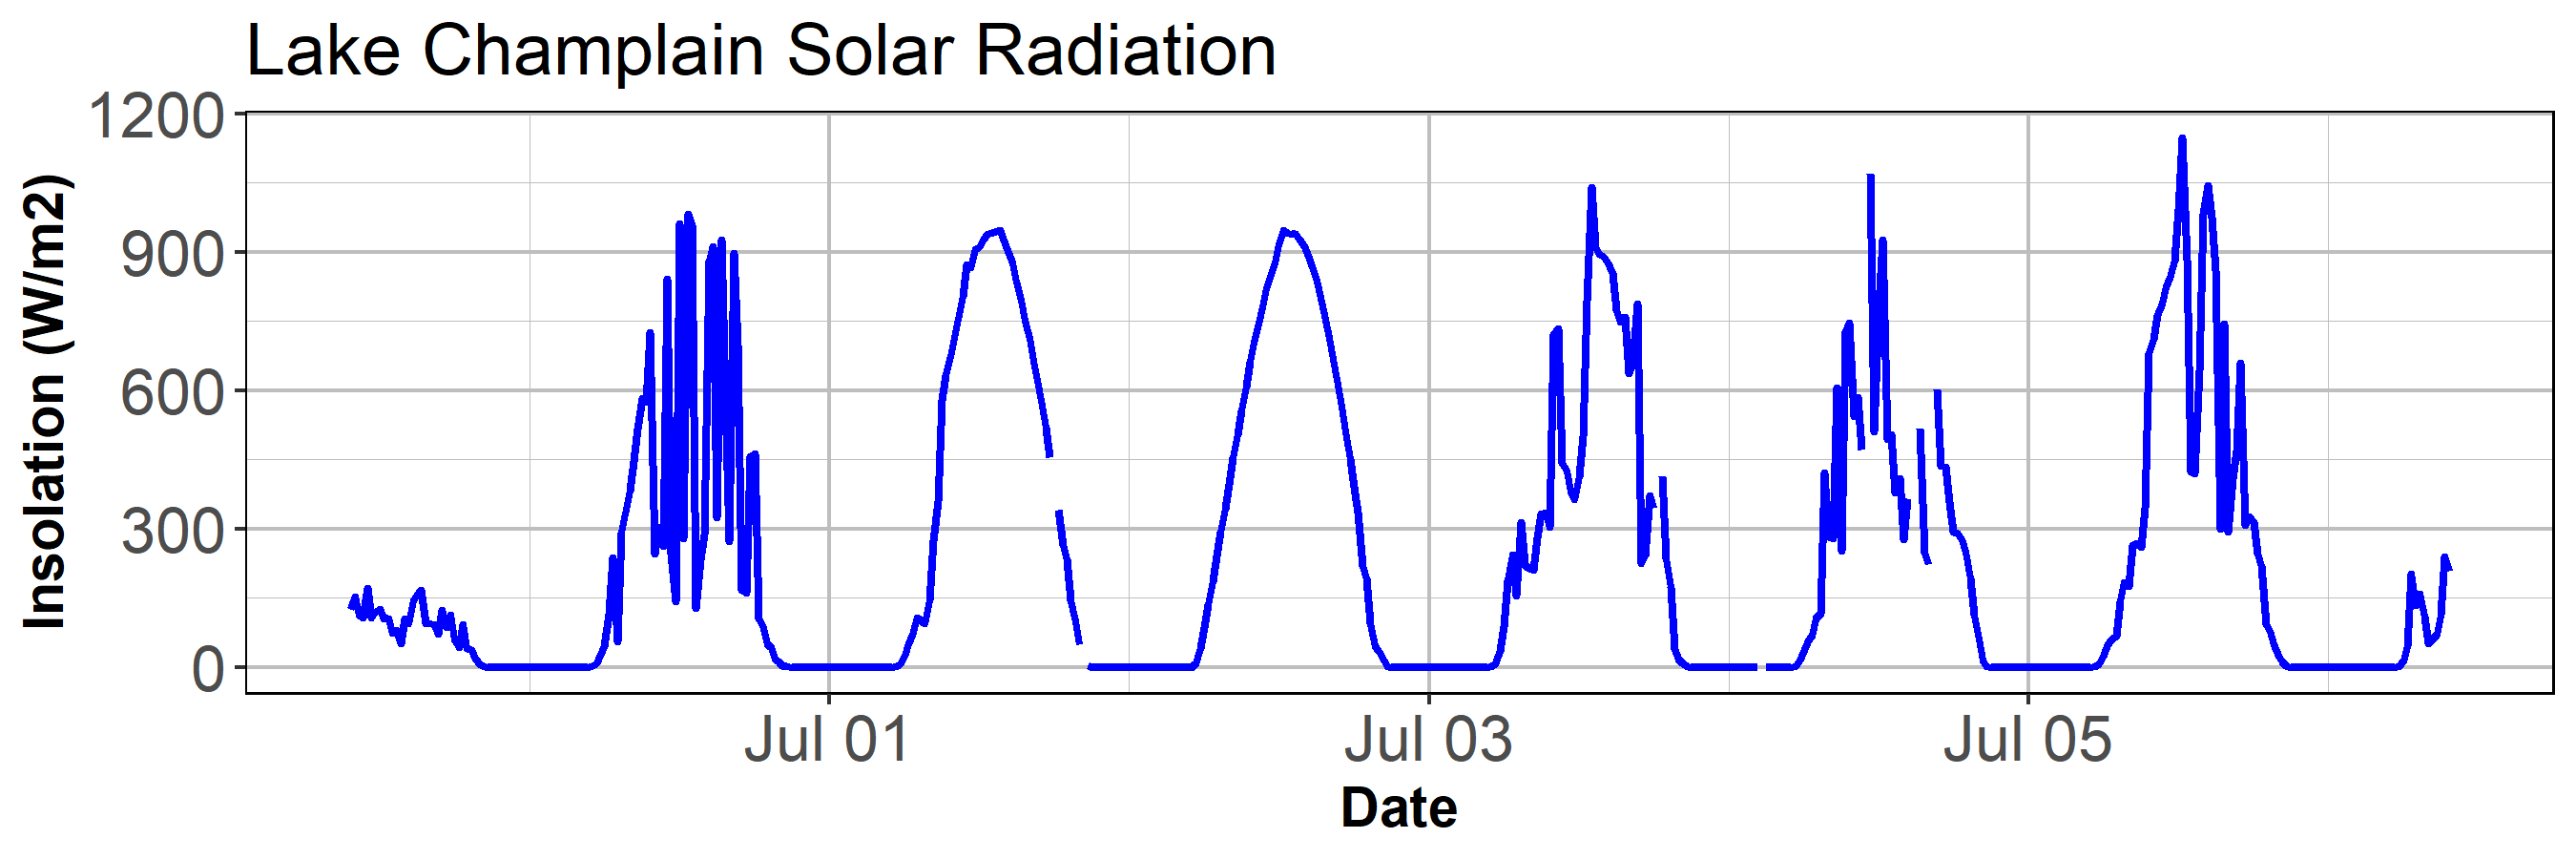 Lake Champlain Solar Radiation
1200
900
600
300
0
Insolation (W/m2)
Jul 01 Jul 03 Jul 05
Date